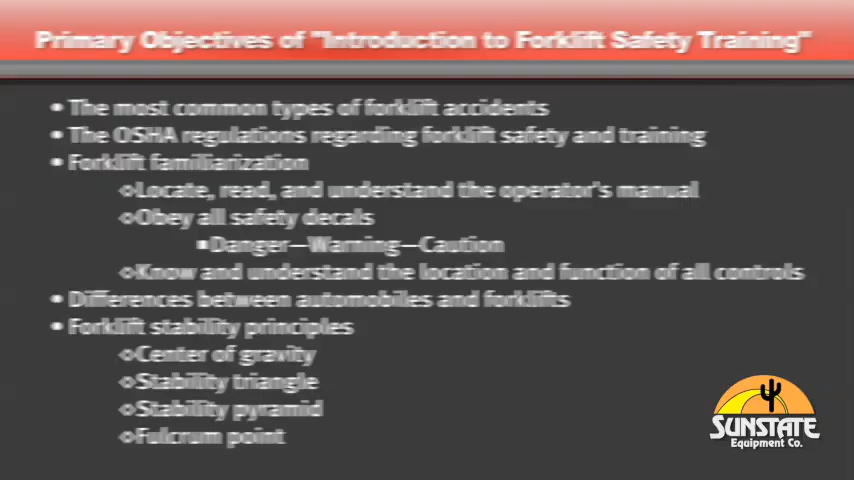 Primary Objectives of "Introduction to Forklift Safety Training"
• The most common types of forklift accidents
• The OSHA regulations regarding forklift safety and training
• Forklift familiarization
○Locate, read, and understand the operator's manual
○Obey all safety decals
▪Danger—Warning—Caution
○Know and understand the location and function of all controls
• Differences between automobiles and forklifts
• Forklift stability principles
○Center of gravity
○Stability triangle
○Stability pyramid
○Fulcrum point
SUNSTATE
Equipment Co.